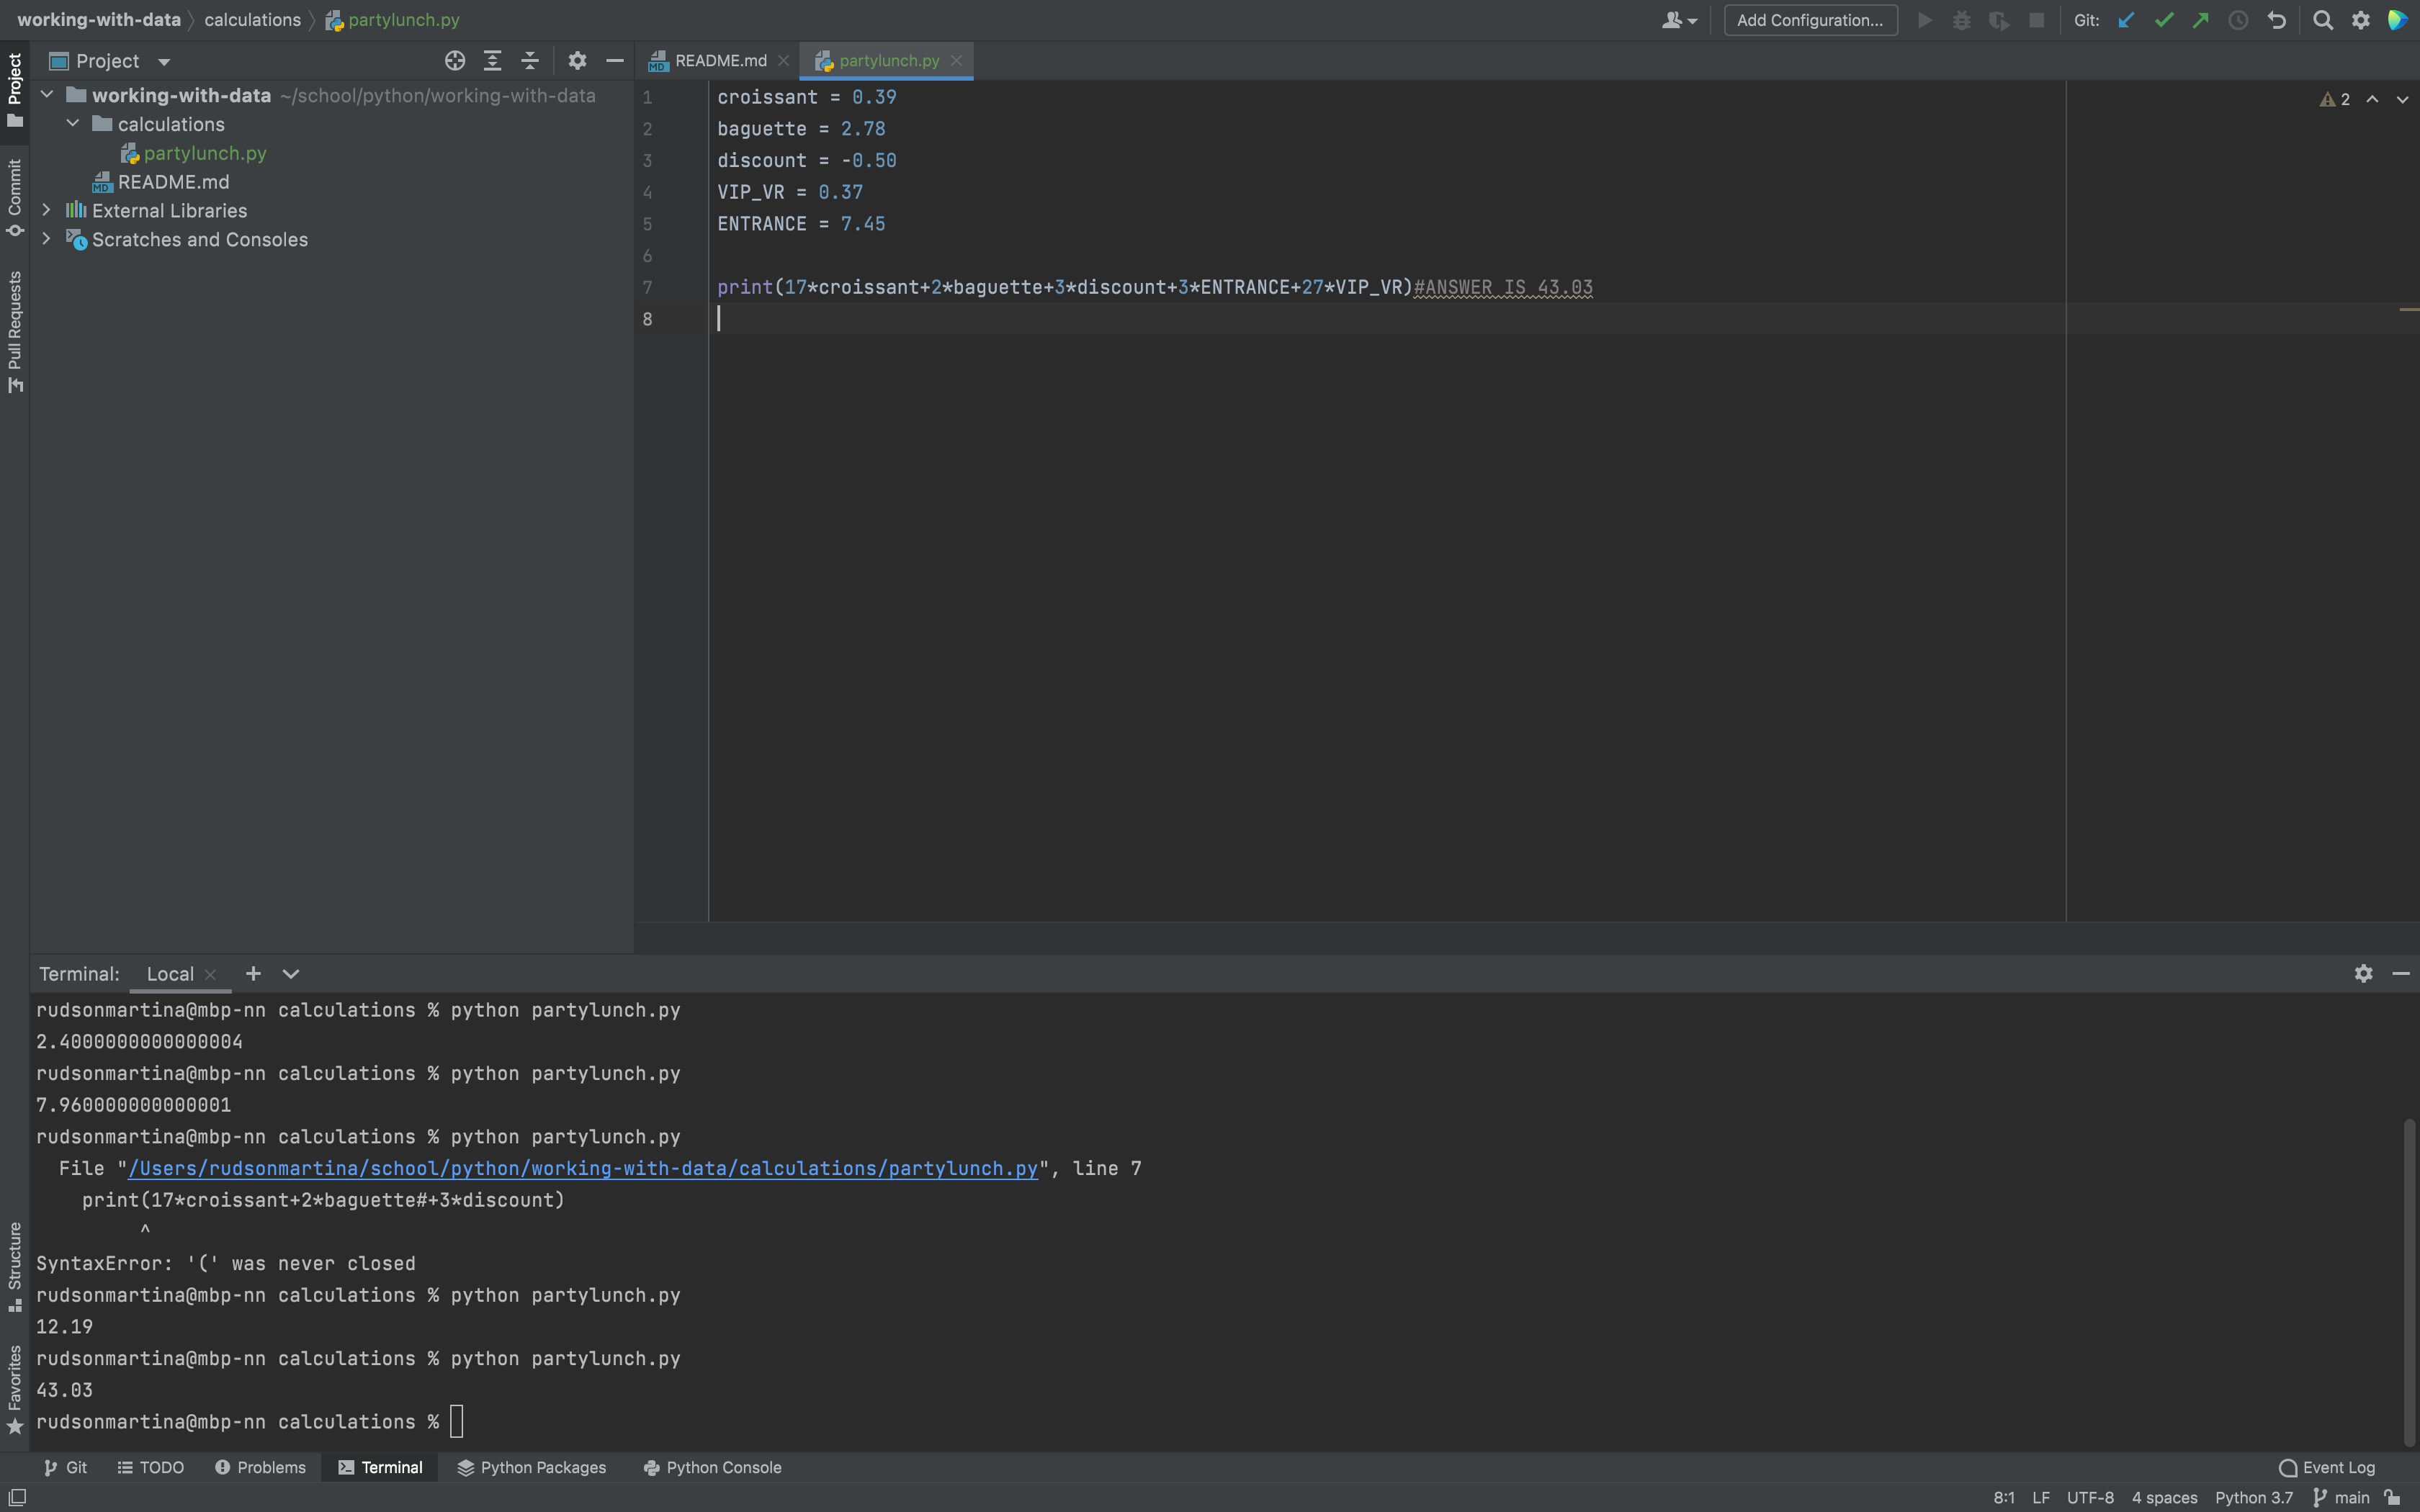 working-with-data calculations partylunch.py
Add Configuration... Git:
Project
README.md partylunch.py
working-with-data ~/school/python/working-with-data
calculations
partylunch.py
README.md
External Libraries
Scratches and Consoles
Project
Commit
Pull Requests
Structure
Favorites
1 croissant = 0.39
2 baguette = 2.78
3 discount = -0.50
4 VIP_VR = 0.37
5 ENTRANCE = 7.45
6
7 print(17*croissant+2*baguette+3*discount+3*ENTRANCE+27*VIP_VR)#ANSWER IS 43.03
8
2
Terminal: Local
rudsonmartina@mbp-nn calculations % python partylunch.py
2.4000000000000004
rudsonmartina@mbp-nn calculations % python partylunch.py
7.960000000000001
rudsonmartina@mbp-nn calculations % python partylunch.py
File "/Users/rudsonmartina/school/python/working-with-data/calculations/partylunch.py", line 7
print(17*croissant+2*baguette#+3*discount)
^
SyntaxError: '(' was never closed
rudsonmartina@mbp-nn calculations % python partylunch.py
12.19
rudsonmartina@mbp-nn calculations % python partylunch.py
43.03
rudsonmartina@mbp-nn calculations %
Git TODO Problems Terminal Python Packages Python Console Event Log
8:1 LF UTF-8 4 spaces Python 3.7 main